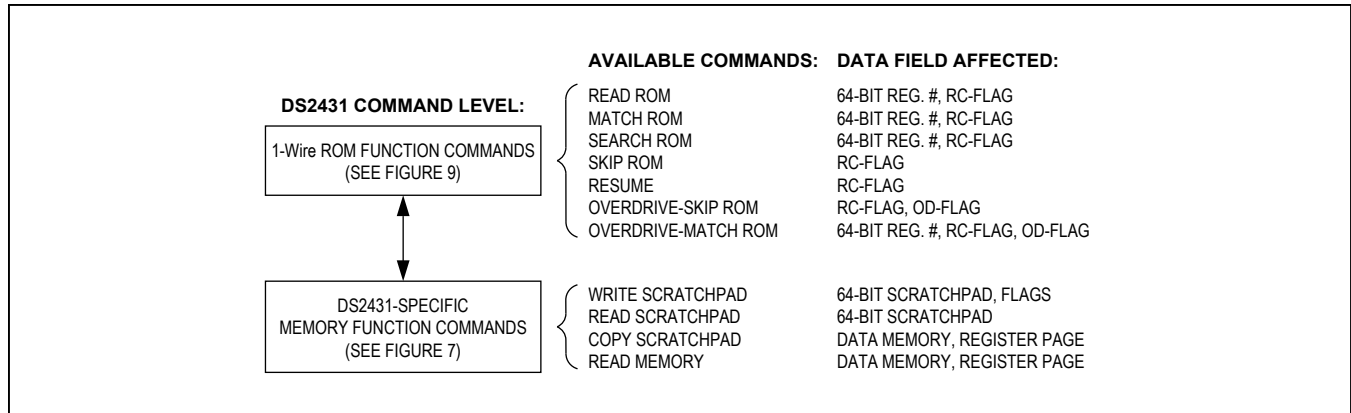 AVAILABLE COMMANDS: DATA FIELD AFFECTED:
DS2431 COMMAND LEVEL:
1-Wire ROM FUNCTION COMMANDS
(SEE FIGURE 9)
READ ROM 64-BIT REG. #, RC-FLAG
MATCH ROM 64-BIT REG. #, RC-FLAG
SEARCH ROM 64-BIT REG. #, RC-FLAG
SKIP ROM RC-FLAG
RESUME RC-FLAG
OVERDRIVE-SKIP ROM RC-FLAG, OD-FLAG
OVERDRIVE-MATCH ROM 64-BIT REG. #, RC-FLAG, OD-FLAG
DS2431-SPECIFIC
MEMORY FUNCTION COMMANDS
(SEE FIGURE 7)
WRITE SCRATCHPAD 64-BIT SCRATCHPAD, FLAGS
READ SCRATCHPAD 64-BIT SCRATCHPAD
COPY SCRATCHPAD DATA MEMORY, REGISTER PAGE
READ MEMORY DATA MEMORY, REGISTER PAGE